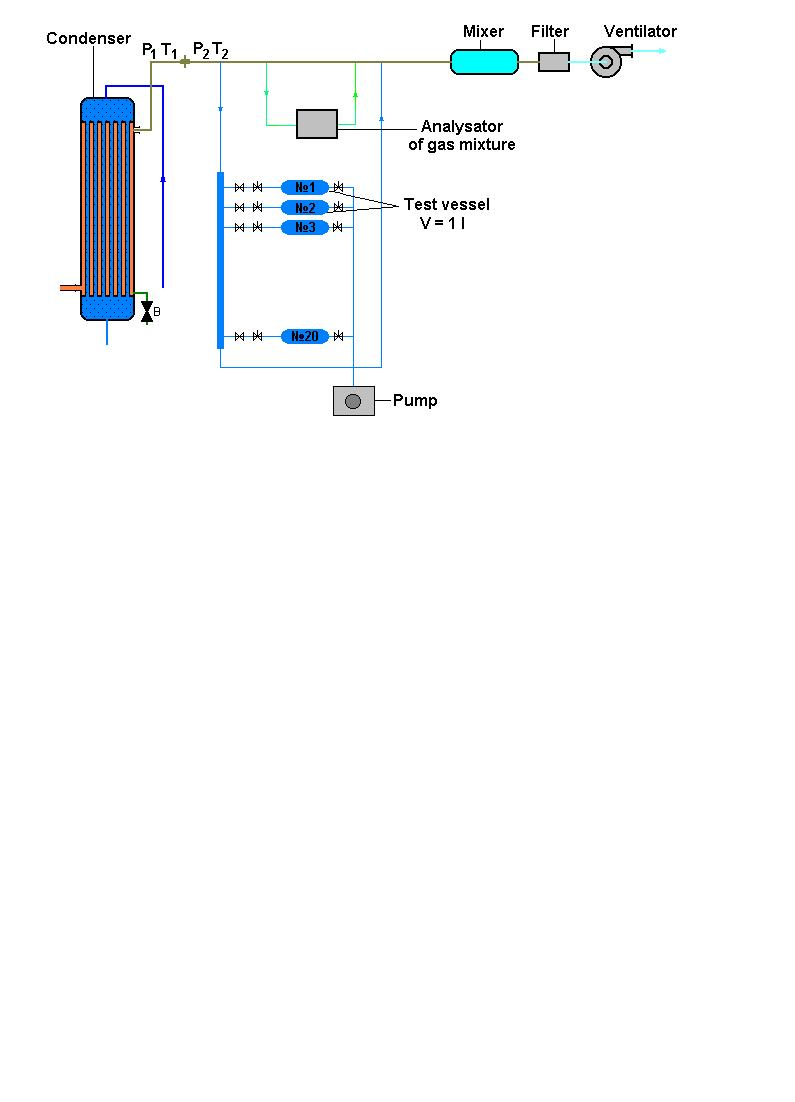 Mixer Filter Ventilator
Condenser
P1 T1 P2 T2
Analysator
of gas mixture
№1
№2
№3
Test vessel
V = 1 l
B
№20
Pump